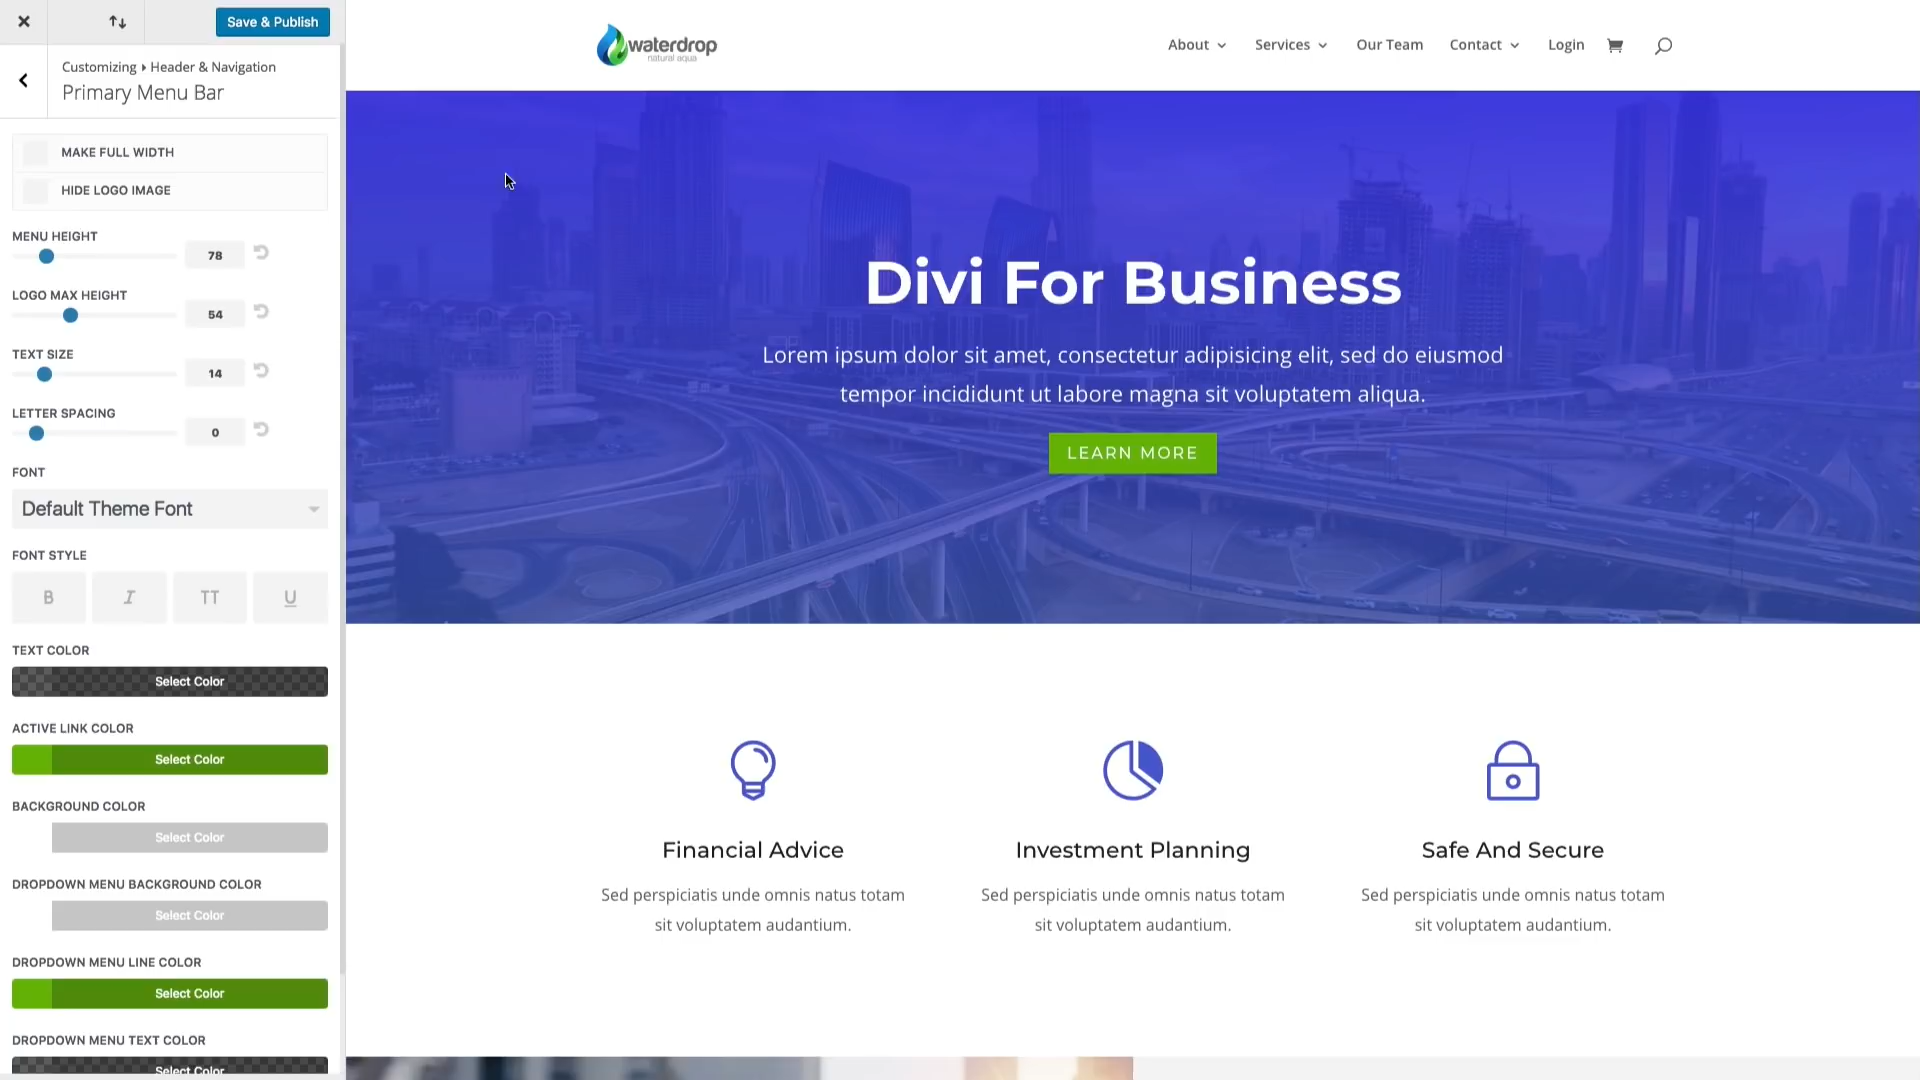 Save & Publish
Customizing ▸ Header & Navigation
Primary Menu Bar
MAKE FULL WIDTH
HIDE LOGO IMAGE
MENU HEIGHT
78
LOGO MAX HEIGHT
54
TEXT SIZE
14
LETTER SPACING
0
FONT
Default Theme Font
FONT STYLE
B I TT U
TEXT COLOR
Select Color
ACTIVE LINK COLOR
Select Color
BACKGROUND COLOR
Select Color
DROPDOWN MENU BACKGROUND COLOR
Select Color
DROPDOWN MENU LINE COLOR
Select Color
DROPDOWN MENU TEXT COLOR
Select Color
waterdrop
natural aqua
About Services Our Team Contact Login
Divi For Business
Lorem ipsum dolor sit amet, consectetur adipisicing elit, sed do eiusmod
tempor incididunt ut labore magna sit voluptatem aliqua.
LEARN MORE
Financial Advice
Sed perspiciatis unde omnis natus totam
sit voluptatem audantium.
Investment Planning
Sed perspiciatis unde omnis natus totam
sit voluptatem audantium.
Safe And Secure
Sed perspiciatis unde omnis natus totam
sit voluptatem audantium.